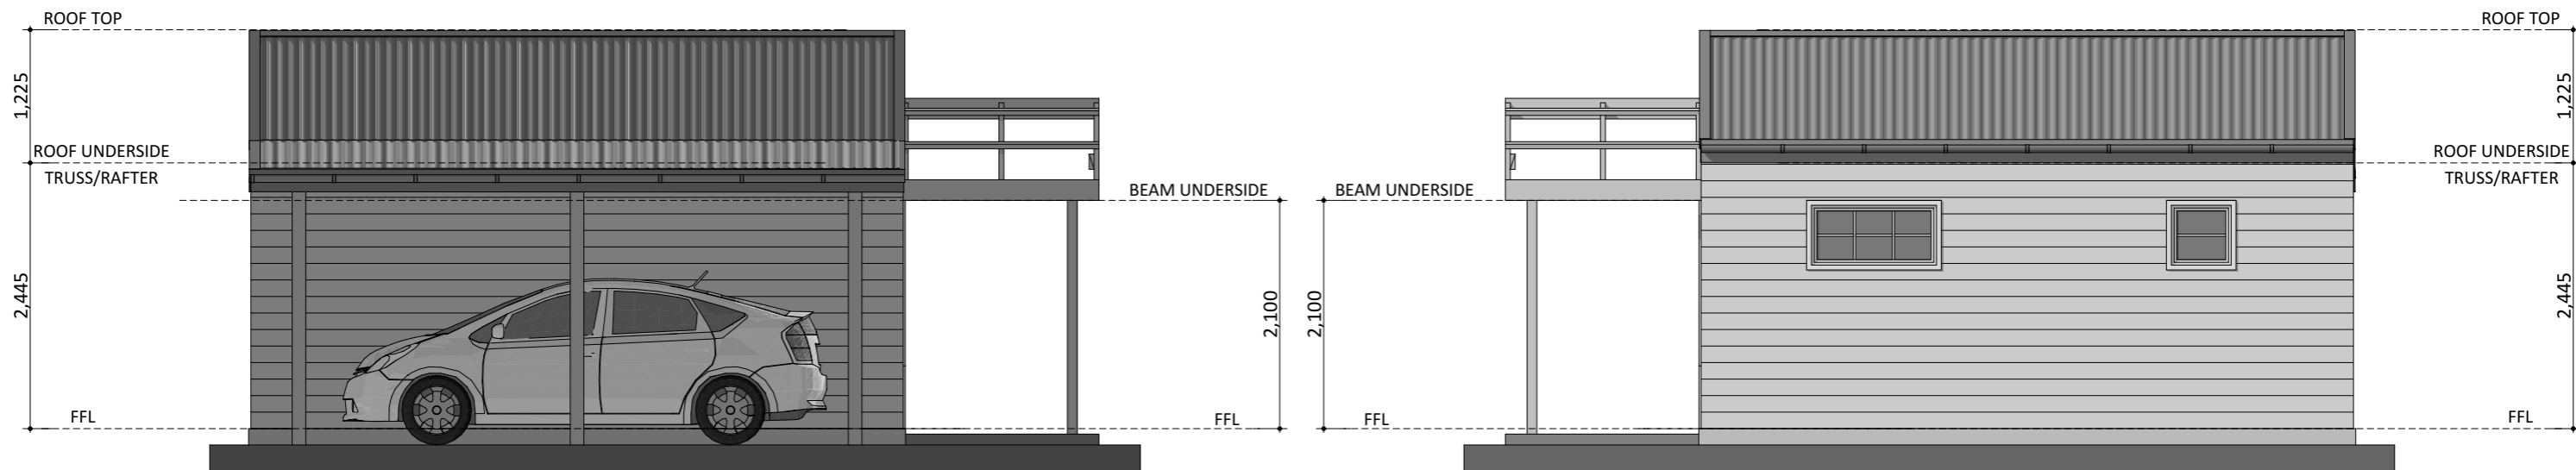 ROOF TOP
1,225
ROOF UNDERSIDE
TRUSS/RAFTER
2,445
FFL
BEAM UNDERSIDE
2,100
FFL
BEAM UNDERSIDE
2,100
FFL
ROOF TOP
1,225
ROOF UNDERSIDE
TRUSS/RAFTER
2,445
FFL